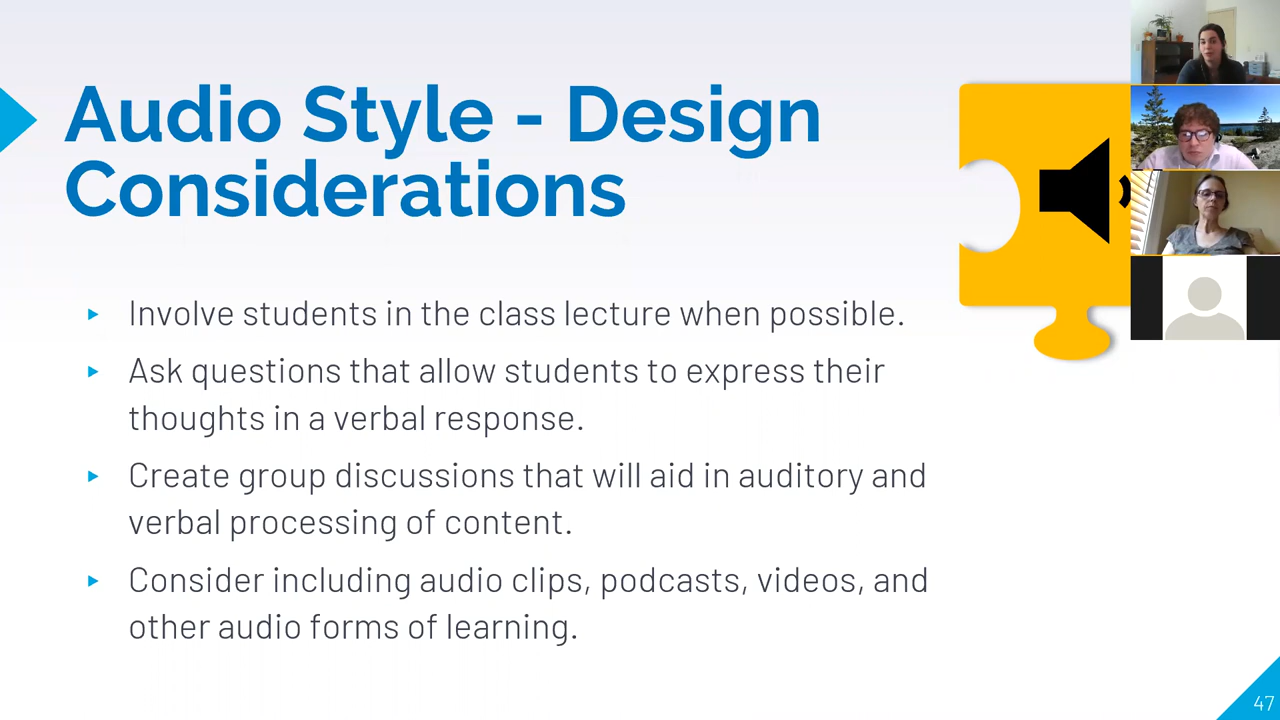 Audio Style - Design
Considerations
Involve students in the class lecture when possible.
Ask questions that allow students to express their
thoughts in a verbal response.
Create group discussions that will aid in auditory and
verbal processing of content.
Consider including audio clips, podcasts, videos, and
other audio forms of learning.
47